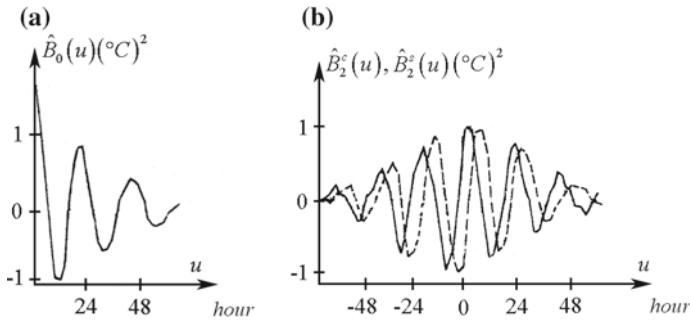 (a)
B̂₀(u)(°C)²
1
0
-1
24
48
u
hour
(b)
B̂₂ᶜ(u), B̂₂ˢ(u)(°C)²
1
0
-1
-48
-24
0
24
48
u
hour